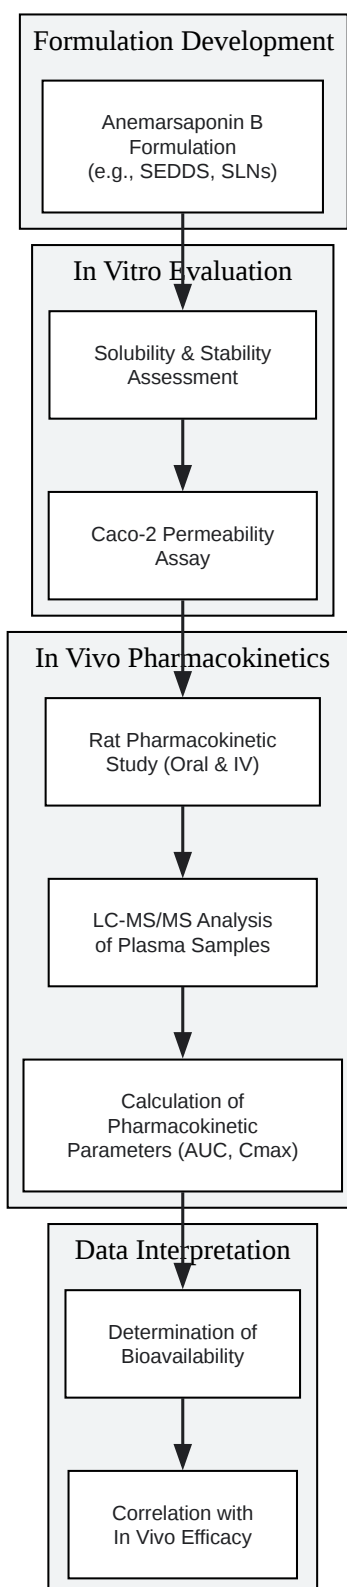 Formulation Development
Anemarsaponin B
Formulation
(e.g., SEDDS, SLNs)
In Vitro Evaluation
Solubility & Stability
Assessment
Caco-2 Permeability
Assay
In Vivo Pharmacokinetics
Rat Pharmacokinetic
Study (Oral & IV)
LC-MS/MS Analysis
of Plasma Samples
Calculation of
Pharmacokinetic
Parameters (AUC, Cmax)
Data Interpretation
Determination of
Bioavailability
Correlation with
In Vivo Efficacy